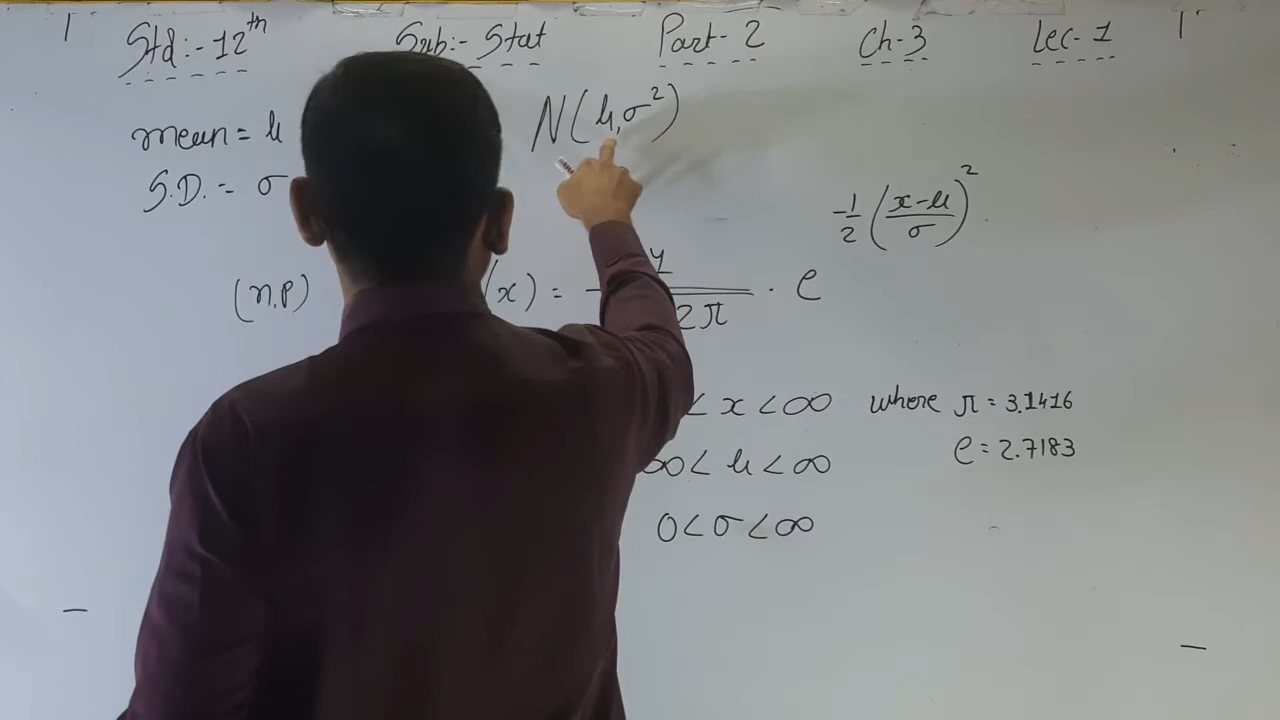 Std:- 12th Sub:- Stat Part- 2 Ch-3 Lec-1
mean = μ N(μ,σ²)
S.D. = σ
-1/2 (x-μ/σ)²
(n,p) (x) = 2π · e
< x < ∞ where π = 3.1416
∞ < μ < ∞ e = 2.7183
0 < σ < ∞